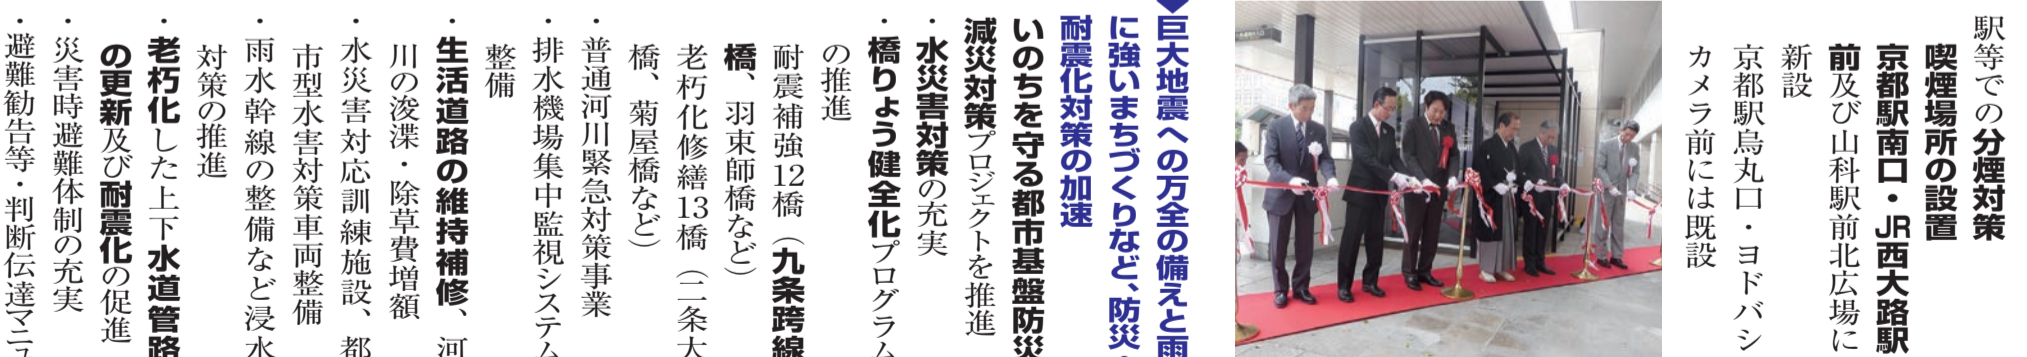 駅等での分煙対策
喫煙場所の設置
京都駅南口・JR西大路駅
前及び山科駅前北広場に
新設
京都駅烏丸口・ヨドバシ
カメラ前には既設
▼巨大地震への万全の備えと雨
に強いまちづくりなど、防災・
耐震化対策の加速
いのちを守る都市基盤防災
減災対策プロジェクトを推進
・水災害対策の充実
・橋りょう健全化プログラム
の推進
耐震補強12橋（九条跨線
橋、羽束師橋など）
老朽化修繕13橋（二条大
橋、菊屋橋など）
・普通河川緊急対策事業
・排水機場集中監視システム
整備
・生活道路の維持補修、河
川の浚渫・除草費増額
・水災害対応訓練施設、都
市型水害対策車両整備
・雨水幹線の整備など浸水
対策の推進
・老朽化した上下水道管路
の更新及び耐震化の促進
・災害時避難体制の充実
・避難勧告等・判断伝達マニュ